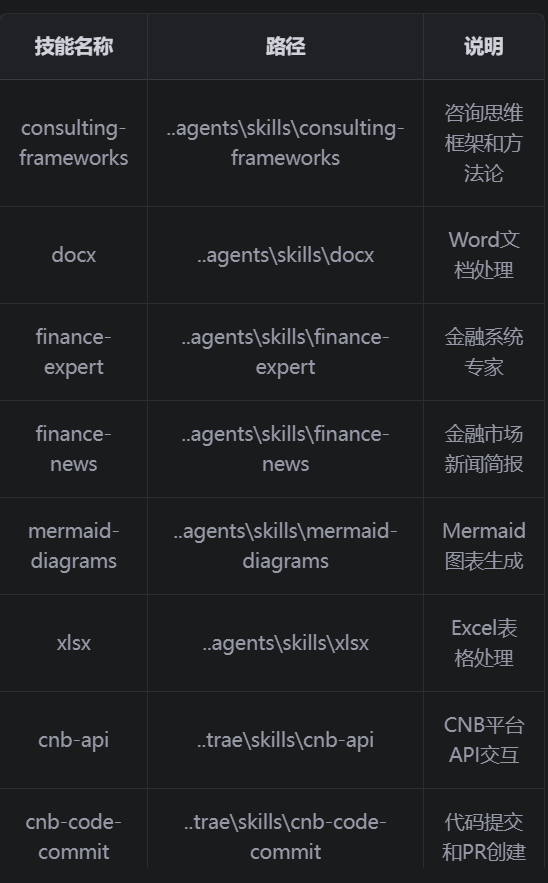 技能名称 路径 说明
consulting-frameworks ..agents\skills\consulting-frameworks 咨询思维框架和方法论
docx ..agents\skills\docx Word文档处理
finance-expert ..agents\skills\finance-expert 金融系统专家
finance-news ..agents\skills\finance-news 金融市场新闻简报
mermaid-diagrams ..agents\skills\mermaid-diagrams Mermaid图表生成
xlsx ..agents\skills\xlsx Excel表格处理
cnb-api ..trae\skills\cnb-api CNB平台API交互
cnb-code-commit ..trae\skills\cnb-code-commit 代码提交和PR创建